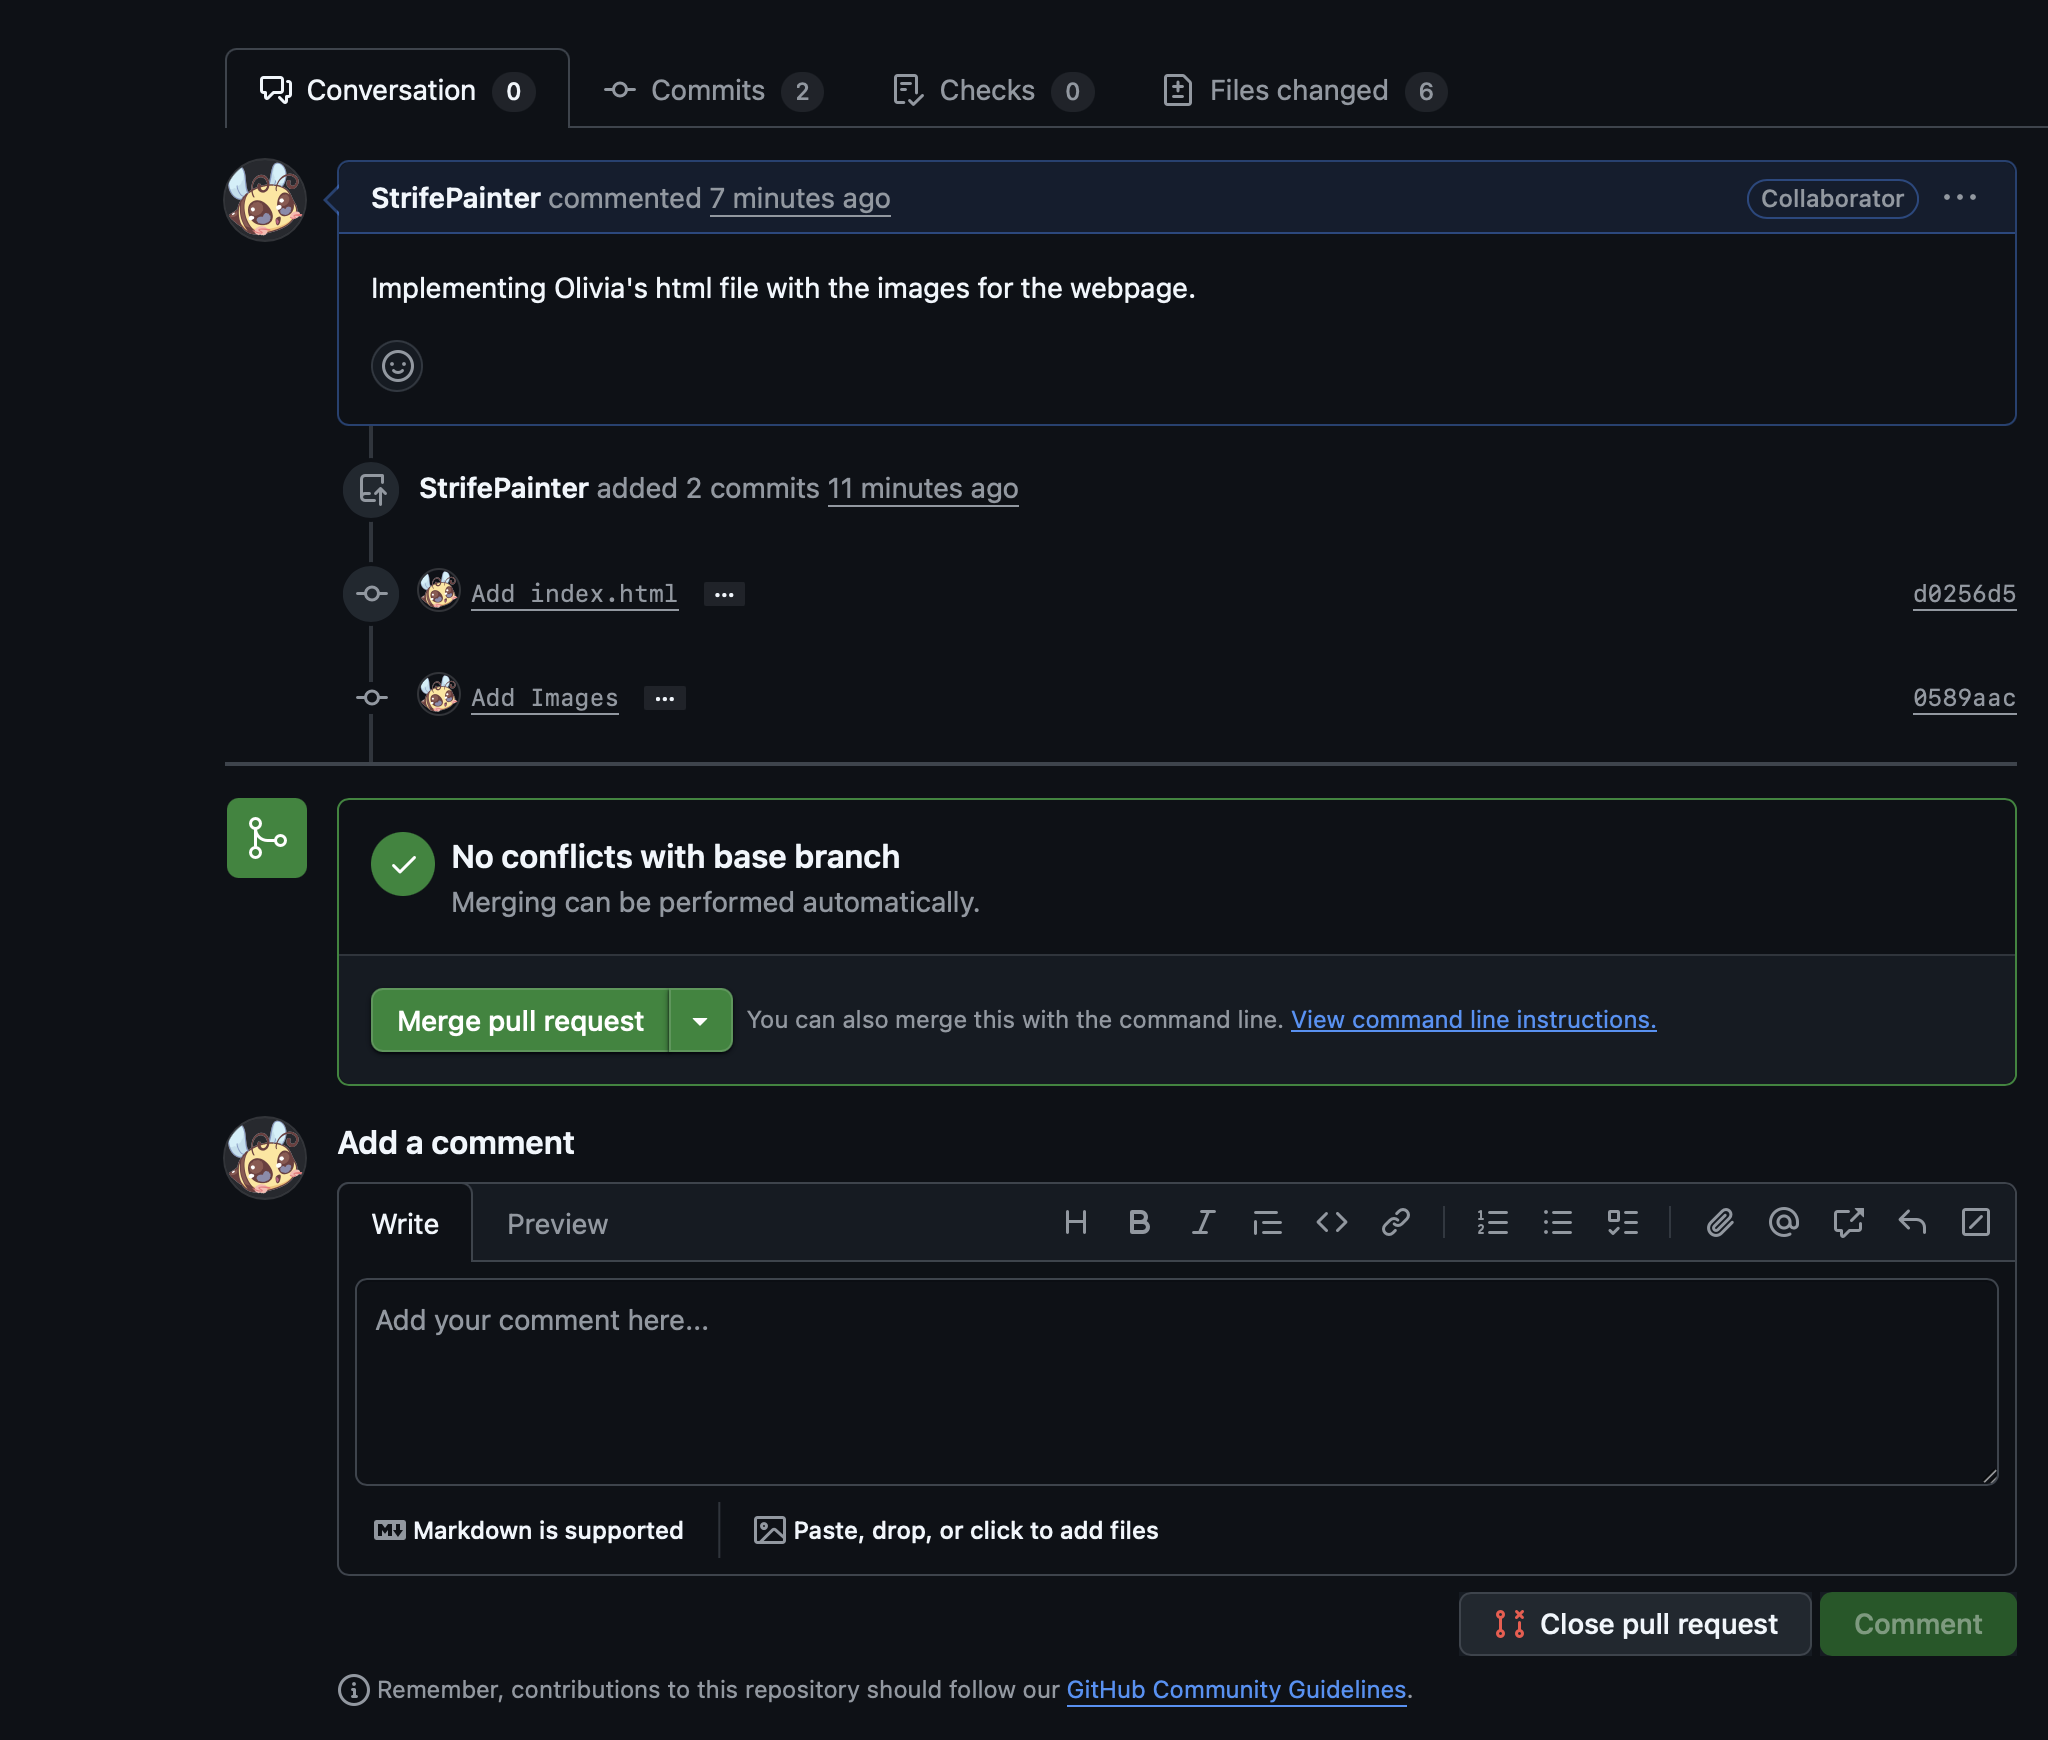 Conversation 0 Commits 2 Checks 0 Files changed 6
StrifePainter commented 7 minutes ago Collaborator
Implementing Olivia's html file with the images for the webpage.
StrifePainter added 2 commits 11 minutes ago
Add index.html ... d0256d5
Add Images ... 0589aac
No conflicts with base branch
Merging can be performed automatically.
Merge pull request You can also merge this with the command line. View command line instructions.
Add a comment
Write Preview
Add your comment here...
Markdown is supported Paste, drop, or click to add files
Close pull request Comment
Remember, contributions to this repository should follow our GitHub Community Guidelines.